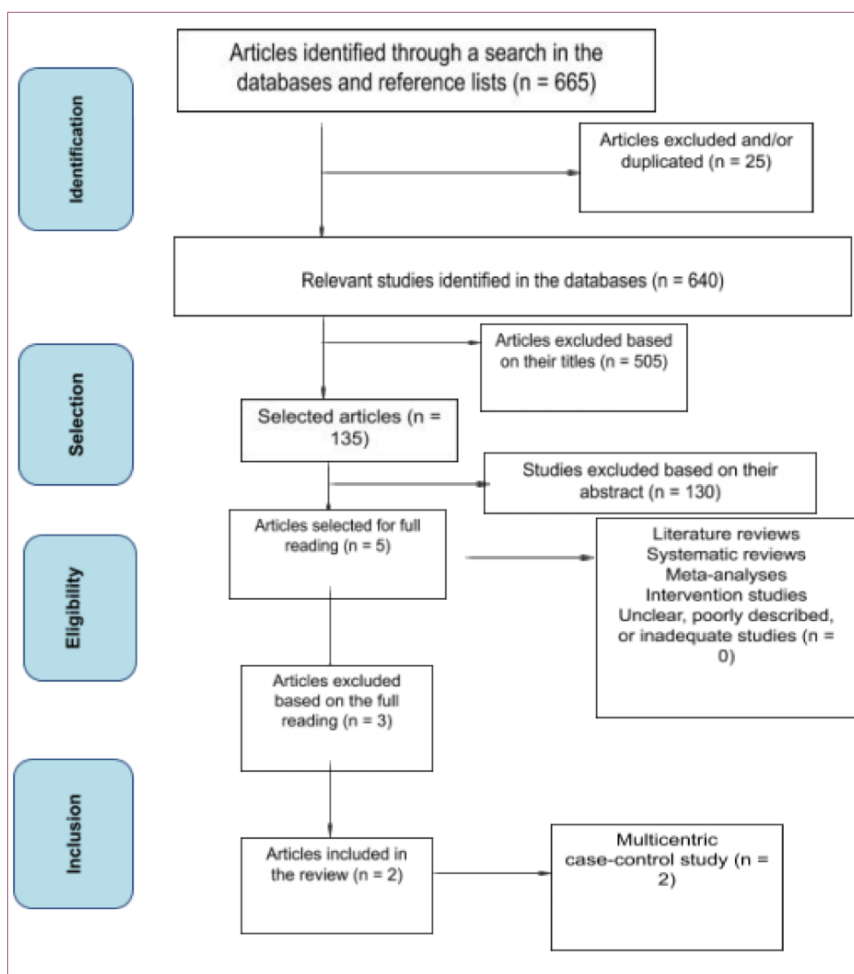 Articles identified through a search in the
databases and reference lists (n = 665)
Identification
Articles excluded and/or
duplicated (n = 25)
Relevant studies identified in the databases (n = 640)
Articles excluded based
on their titles (n = 505)
Selection
Selected articles (n =
135)
Studies excluded based on their
abstract (n = 130)
Articles selected for full
reading (n = 5)
Literature reviews
Systematic reviews
Meta-analyses
Intervention studies
Unclear, poorly described,
or inadequate studies (n =
0)
Eligibility
Articles excluded
based on the full
reading (n = 3)
Inclusion
Articles included in
the review (n = 2)
Multicentric
case-control study (n =
2)